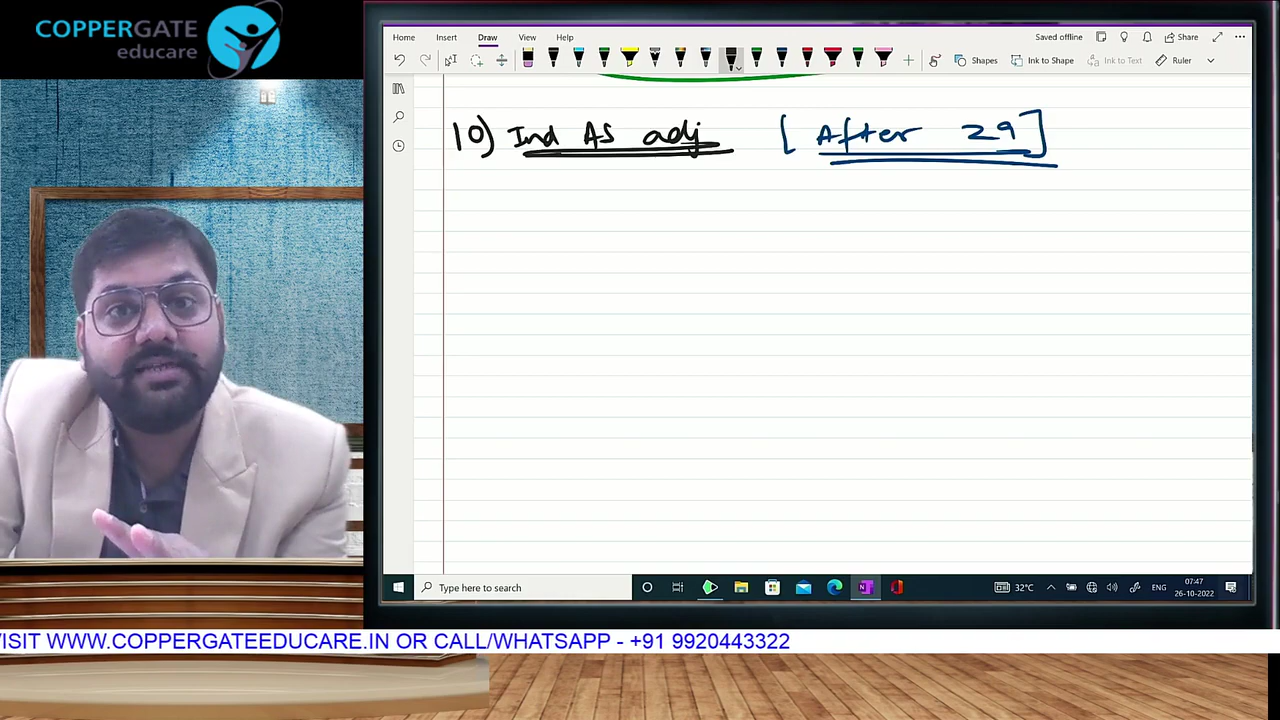 COPPERGATE
educare
Home Insert Draw View Help
Saved offline
Share
Shapes
Ink to Shape
Ink to Text
Ruler
10) Ind AS adj [After 29]
Type here to search
32°C
ENG
07:47
26-10-2022
/ISIT WWW.COPPERGATEEDUCARE.IN OR CALL/WHATSAPP - +91 9920443322